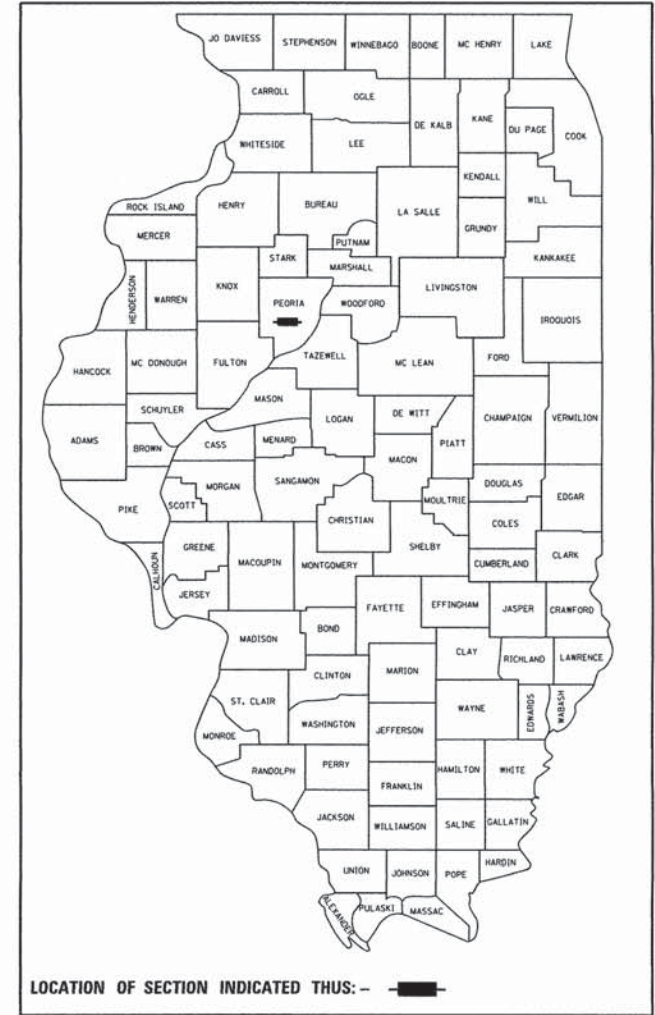 JO DAVIESS STEPHENSON WINNEBAGO BOONE MC HENRY LAKE
CARROLL OGLE DE KALB KANE DU PAGE COOK
WHITESIDE LEE
KENDALL WILL
ROCK ISLAND HENRY BUREAU LA SALLE
GRUNDY
MERCER PUTNAM
STARK MARSHALL KANKAKEE
HENDERSON WARREN KNOX PEORIA WOODFORD LIVINGSTON IROQUOIS
HANCOCK MC DONOUGH FULTON TAZEWELL MC LEAN FORD
MASON
SCHUYLER LOGAN DE WITT CHAMPAIGN VERMILION
ADAMS BROWN CASS MENARD MACON PIATT
PIKE SCOTT MORGAN SANGAMON MOULTRIE DOUGLAS EDGAR
CHRISTIAN COLES
GREENE MACOUPIN MONTGOMERY SHELBY CUMBERLAND CLARK
CALHOUN JERSEY FAYETTE EFFINGHAM JASPER CRAWFORD
MADISON BOND
CLAY RICHLAND LAWRENCE
CLINTON MARION
ST. CLAIR WAYNE EDWARDS WABASH
MONROE WASHINGTON JEFFERSON
RANDOLPH PERRY HAMILTON WHITE
FRANKLIN
JACKSON WILLIAMSON SALINE GALLATIN
UNION JOHNSON POPE HARDIN
ALEXANDER PULASKI MASSAC
LOCATION OF SECTION INDICATED THUS: -